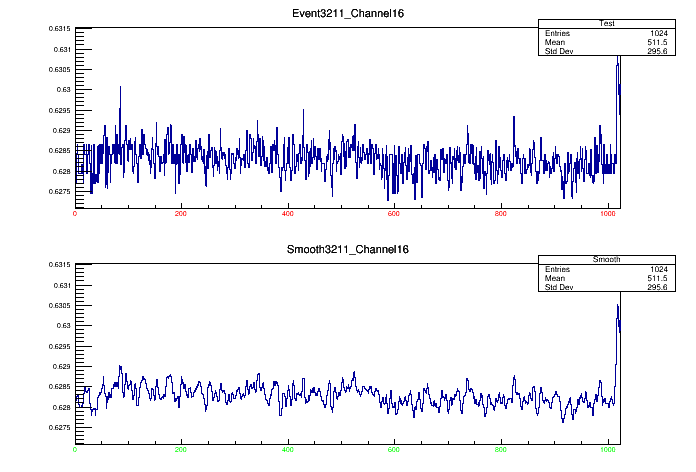 Event3211_Channel16
Test
Entries 1024
Mean 511.5
Std Dev 295.6
0.6315
0.631
0.6305
0.63
0.6295
0.629
0.6285
0.628
0.6275
0 200 400 600 800 1000
Smooth3211_Channel16
Smooth
Entries 1024
Mean 511.5
Std Dev 295.6
0.6315
0.631
0.6305
0.63
0.6295
0.629
0.6285
0.628
0.6275
0 200 400 600 800 1000